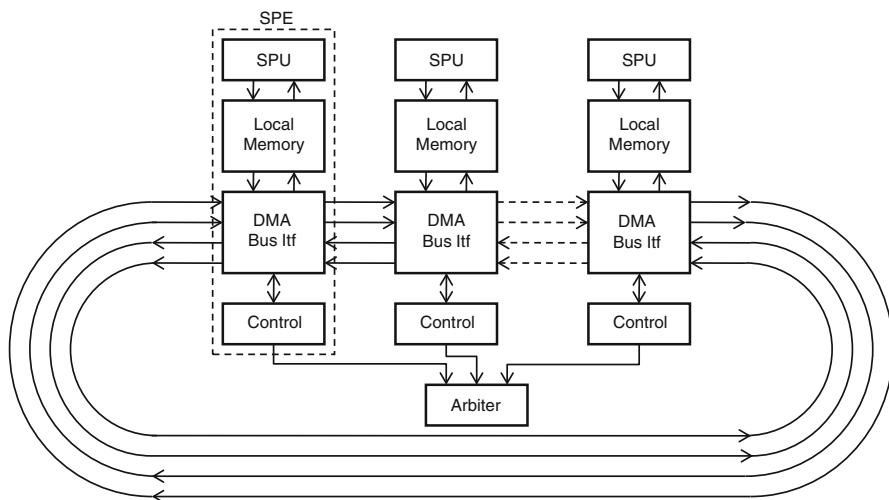 SPE
SPU
SPU
SPU
Local
Memory
Local
Memory
Local
Memory
DMA
Bus Itf
DMA
Bus Itf
DMA
Bus Itf
Control
Control
Control
Arbiter